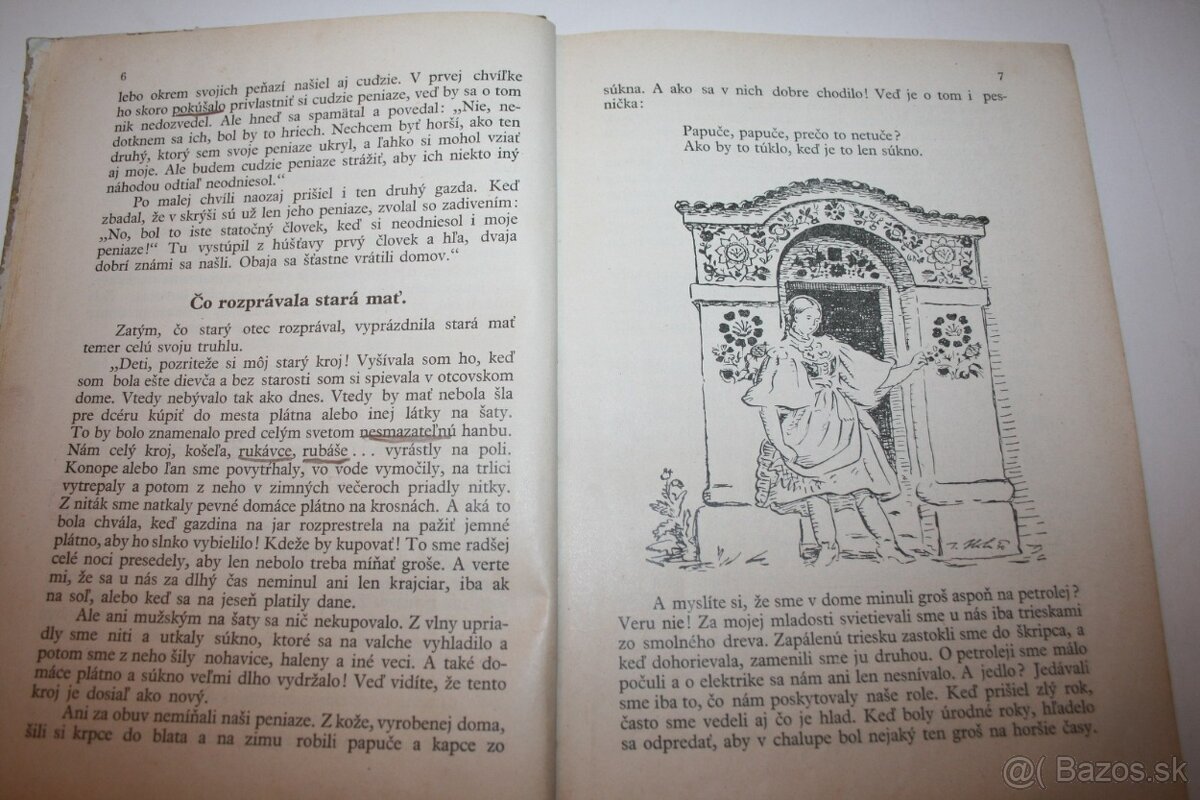 6
lebo okrem svojich peňazí našiel aj cudzie. V prvej chvíľke
ho skoro pokúšalo privlastniť si cudzie peniaze, veď by sa o tom
nik nedozvedel. Ale hneď sa spamätal a povedal: „Nie, ne-
dotknem sa ich, bol by to hriech. Nechcem byť horší, ako ten
druhý, ktorý sem svoje peniaze ukryl, a ľahko si mohol vziať
aj moje. Ale budem cudzie peniaze strážiť, aby ich niekto iný
náhodou odtiaľ neodniesol.“
Po malej chvíli naozaj prišiel i ten druhý gazda. Keď
zbadal, že v skrýši sú už len jeho peniaze, zvolal so zadivením:
„No, bol to iste statočný človek, keď si neodniesol i moje
peniaze!“ Tu vystúpil z húšťavy prvý človek a hľa, dvaja
dobrí známi sa našli. Obaja sa šťastne vrátili domov.“
Čo rozprávala stará mať.
Zatým, čo starý otec rozprával, vyprázdnila stará mať
temer celú svoju truhlu.
„Deti, pozriteže si môj starý kroj! Vyšívala som ho, keď
som bola ešte dievča a bez starosti som si spievala v otcovskom
dome. Vtedy nebývalo tak ako dnes. Vtedy by mať nebola šla
pre dcéru kúpiť do mesta plátna alebo inej látky na šaty.
To by bolo znamenalo pred celým svetom nesmazateľnú hanbu.
Nám celý kroj, košeľa, rukávce, rubáše . . . vyrástly na poli.
Konope alebo ľan sme povytŕhaly, vo vode vymočily, na trlici
vytrepaly a potom z neho v zimných večeroch priadly nitky.
Z niták sme natkaly pevné domáce plátno na krosnách. A aká to
bola chvála, keď gazdina na jar rozprestrela na pažiť jemné
plátno, aby ho slnko vybielilo! Kdeže by kupovať! To sme radšej
celé noci presedely, aby len nebolo treba míňať groše. A verte
mi, že sa u nás za dlhý čas neminul ani len krajciar, iba ak
na soľ, alebo keď sa na jeseň platily dane.
Ale ani mužským na šaty sa nič nekupovalo. Z vlny upria-
dly sme niti a utkaly súkno, ktoré sa na valche vyhladilo a
potom sme z neho šily nohavice, haleny a iné veci. A také do-
máce plátno a súkno veľmi dlho vydržalo! Veď vidíte, že tento
kroj je dosiaľ ako nový.
Ani za obuv nemíňali naši peniaze. Z kože, vyrobenej doma,
šili si krpce do blata a na zimu robili papuče a kapce zo
7
súkna. A ako sa v nich dobre chodilo! Veď je o tom i pes-
nička:
Papuče, papuče, prečo to netuče?
Ako by to túklo, keď je to len súkno.
A myslíte si, že sme v dome minuli groš aspoň na petrolej?
Veru nie! Za mojej mladosti svietievali sme u nás iba trieskami
zo smolného dreva. Zapálenú triesku zastokli sme do škripca, a
keď dohorievala, zamenili sme ju druhou. O petroleji sme málo
počuli a o elektrike sa nám ani len nesnívalo. A jedlo? Jedávali
sme iba to, čo nám poskytovaly naše role. Keď prišiel zlý rok,
často sme vedeli aj čo je hlad. Keď boly úrodné roky, hľadelo
sa odpredať, aby v chalupe bol nejaký ten groš na horšie časy.
@( Bazos.sk